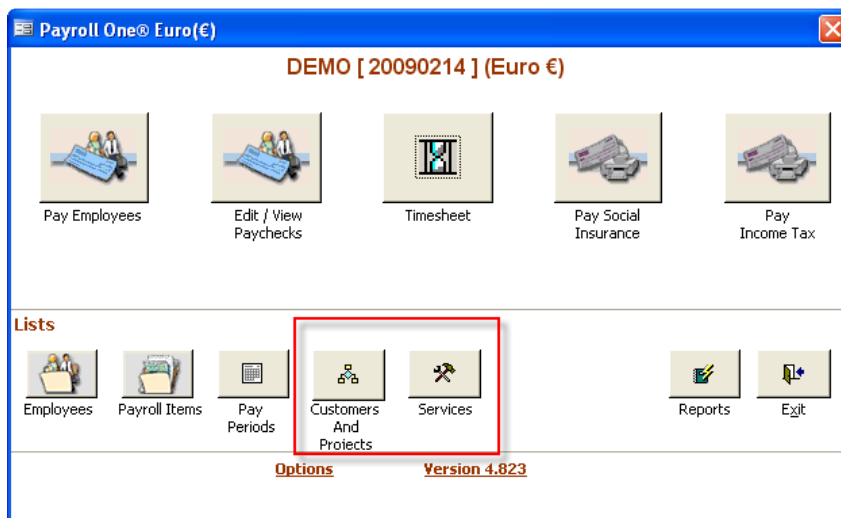 Payroll One® Euro(€)
DEMO [ 20090214 ] (Euro €)
Pay Employees
Edit / View
Paychecks
Timesheet
Pay Social
Insurance
Pay
Income Tax
Lists
Employees
Payroll Items
Pay
Periods
Customers
And
Projects
Services
Reports
Exit
Options
Version 4.823